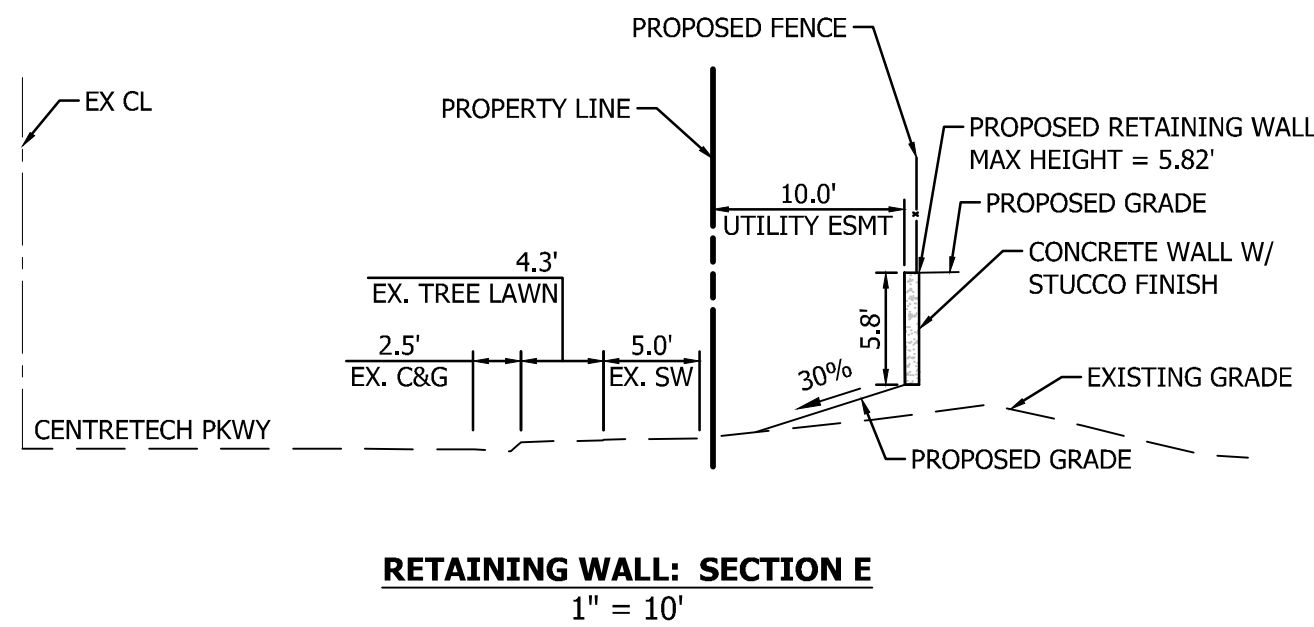 PROPOSED FENCE
EX CL
PROPERTY LINE
PROPOSED RETAINING WALL
MAX HEIGHT = 5.82'
10.0'
UTILITY ESMT
PROPOSED GRADE
4.3'
EX. TREE LAWN
CONCRETE WALL W/
STUCCO FINISH
5.8'
2.5'
EX. C&G
5.0'
EX. SW
30%
EXISTING GRADE
CENTRETECH PKWY
PROPOSED GRADE
RETAINING WALL: SECTION E
1" = 10'